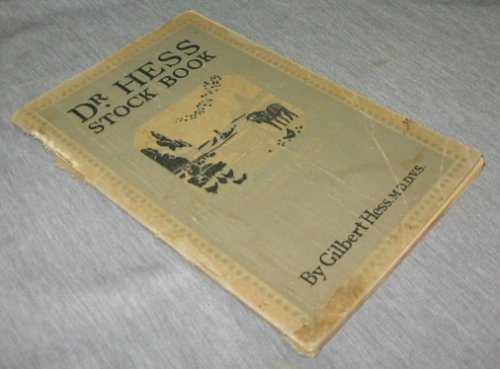 DR. HESS
STOCK BOOK
By Gilbert Hess, M.D.D.V.S.